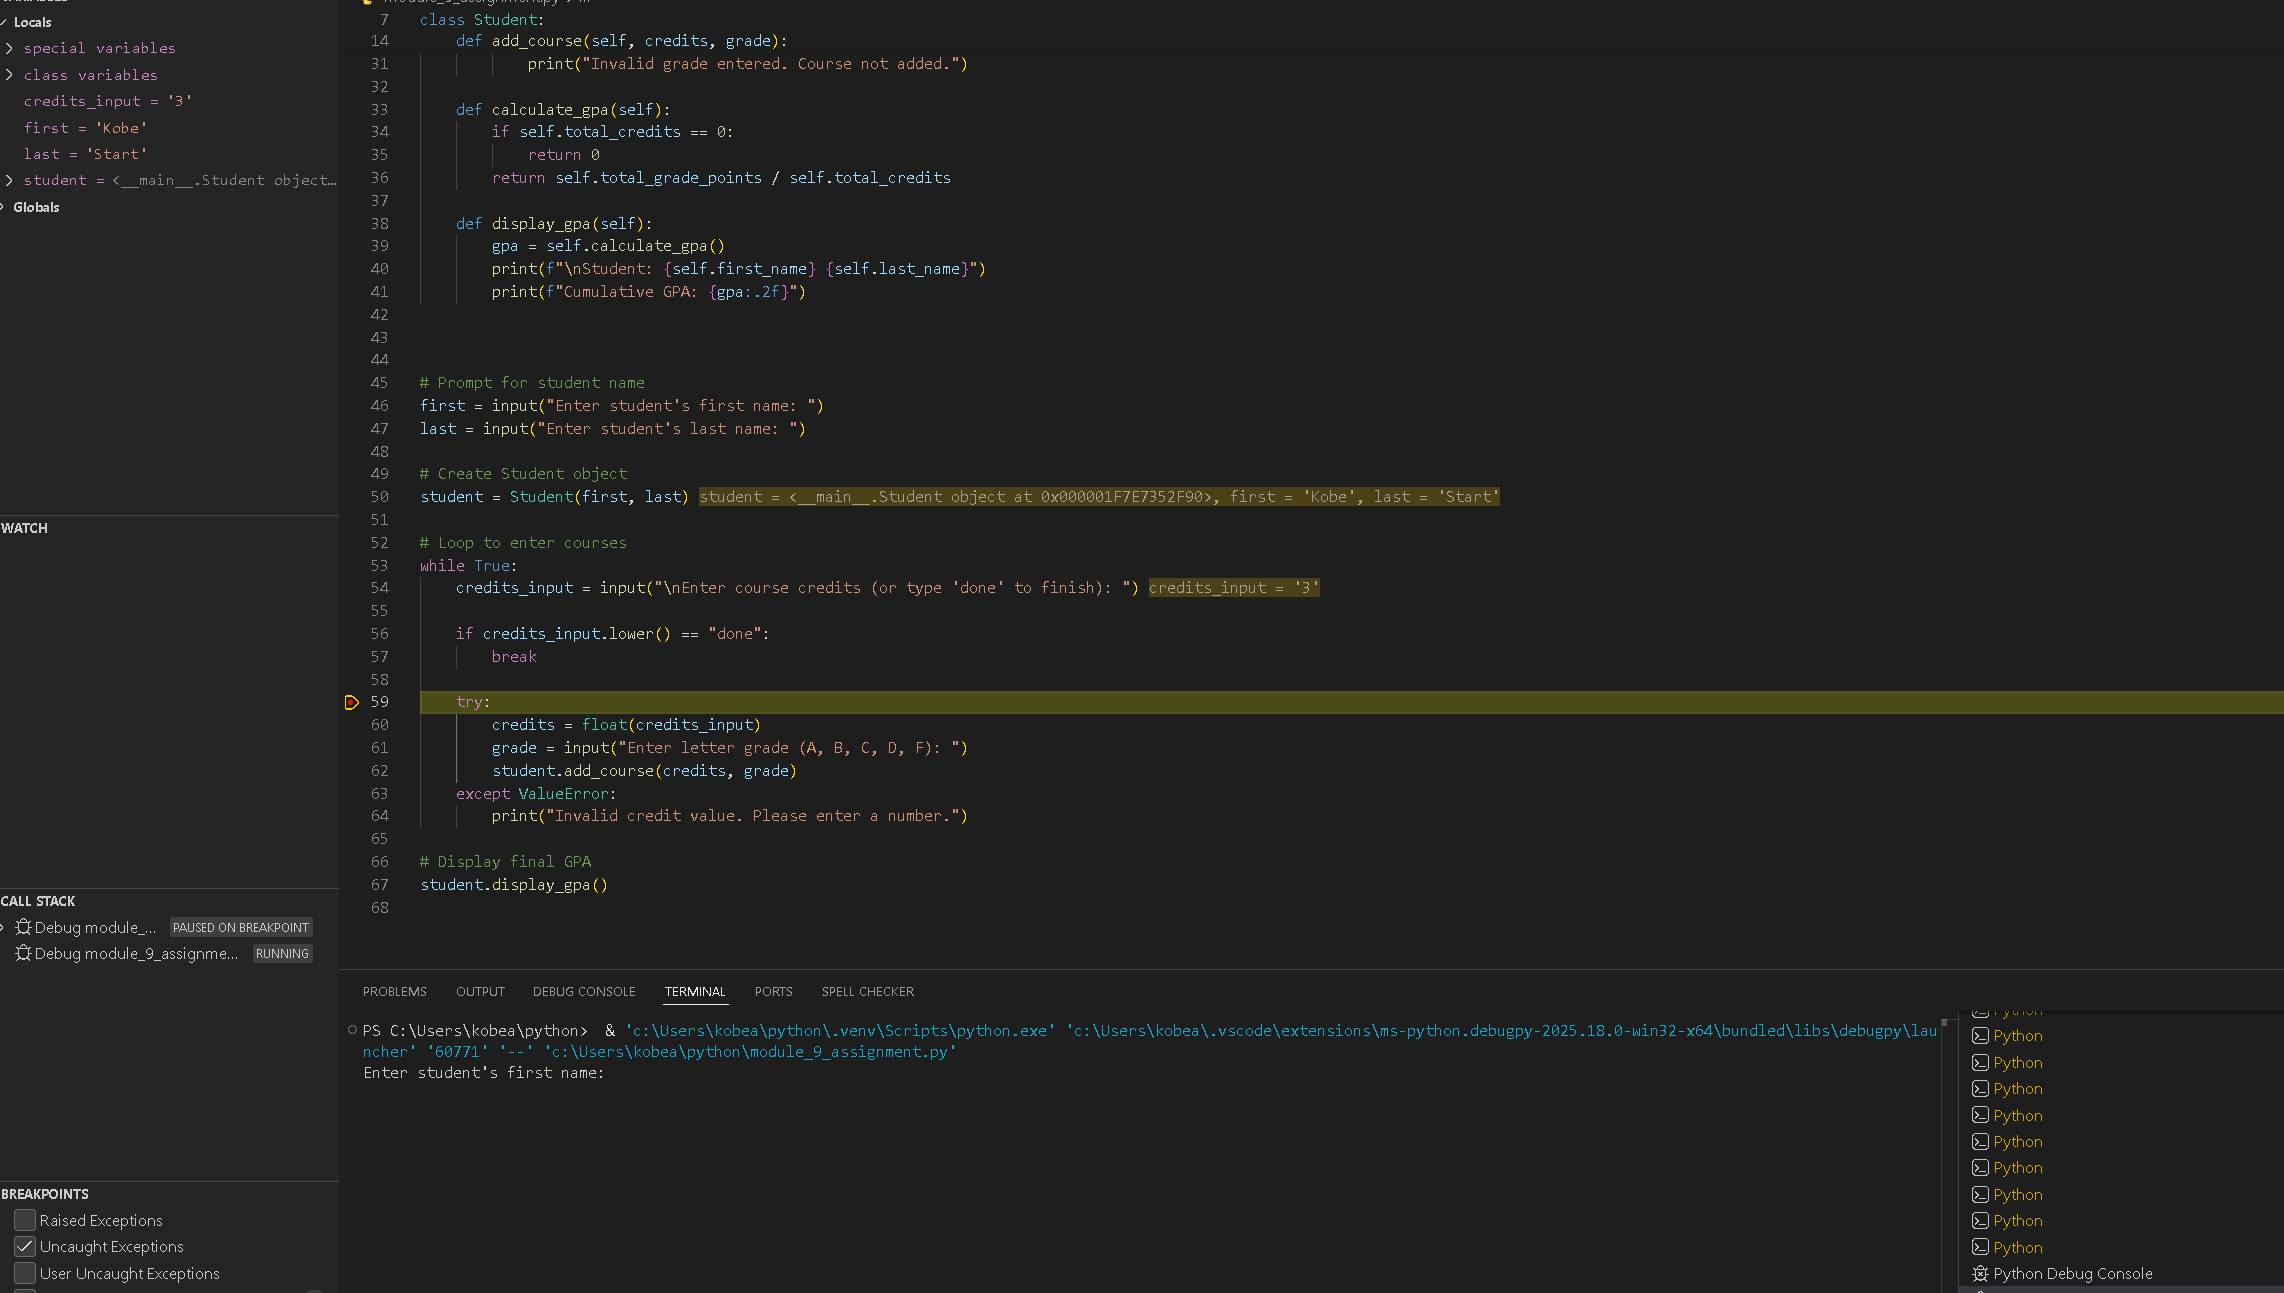 Locals
special variables
class variables
credits_input = '3'
first = 'Kobe'
last = 'Start'
student = <__main__.Student object…
Globals
WATCH
CALL STACK
Debug module_... PAUSED ON BREAKPOINT
Debug module_9_assignme... RUNNING
BREAKPOINTS
Raised Exceptions
Uncaught Exceptions
User Uncaught Exceptions
7 class Student:
14 def add_course(self, credits, grade):
31 print("Invalid grade entered. Course not added.")
32
33 def calculate_gpa(self):
34 if self.total_credits == 0:
35 return 0
36 return self.total_grade_points / self.total_credits
37
38 def display_gpa(self):
39 gpa = self.calculate_gpa()
40 print(f"\nStudent: {self.first_name} {self.last_name}")
41 print(f"Cumulative GPA: {gpa:.2f}")
42
43
44
45 # Prompt for student name
46 first = input("Enter student's first name: ")
47 last = input("Enter student's last name: ")
48
49 # Create Student object
50 student = Student(first, last) student = <__main__.Student object at 0x000001F7E7352F90>, first = 'Kobe', last = 'Start'
51
52 # Loop to enter courses
53 while True:
54 credits_input = input("\nEnter course credits (or type 'done' to finish): ") credits_input = '3'
55
56 if credits_input.lower() == "done":
57 break
58
59 try:
60 credits = float(credits_input)
61 grade = input("Enter letter grade (A, B, C, D, F): ")
62 student.add_course(credits, grade)
63 except ValueError:
64 print("Invalid credit value. Please enter a number.")
65
66 # Display final GPA
67 student.display_gpa()
68
PROBLEMS OUTPUT DEBUG CONSOLE TERMINAL PORTS SPELL CHECKER
PS C:\Users\kobea\python> & 'c:\Users\kobea\python\.venv\Scripts\python.exe' 'c:\Users\kobea\.vscode\extensions\ms-python.debugpy-2025.18.0-win32-x64\bundled\libs\debugpy\lau
ncher' '60771' '--' 'c:\Users\kobea\python\module_9_assignment.py'
Enter student's first name:
Python
Python
Python
Python
Python
Python
Python
Python
Python
Python
Python Debug Console